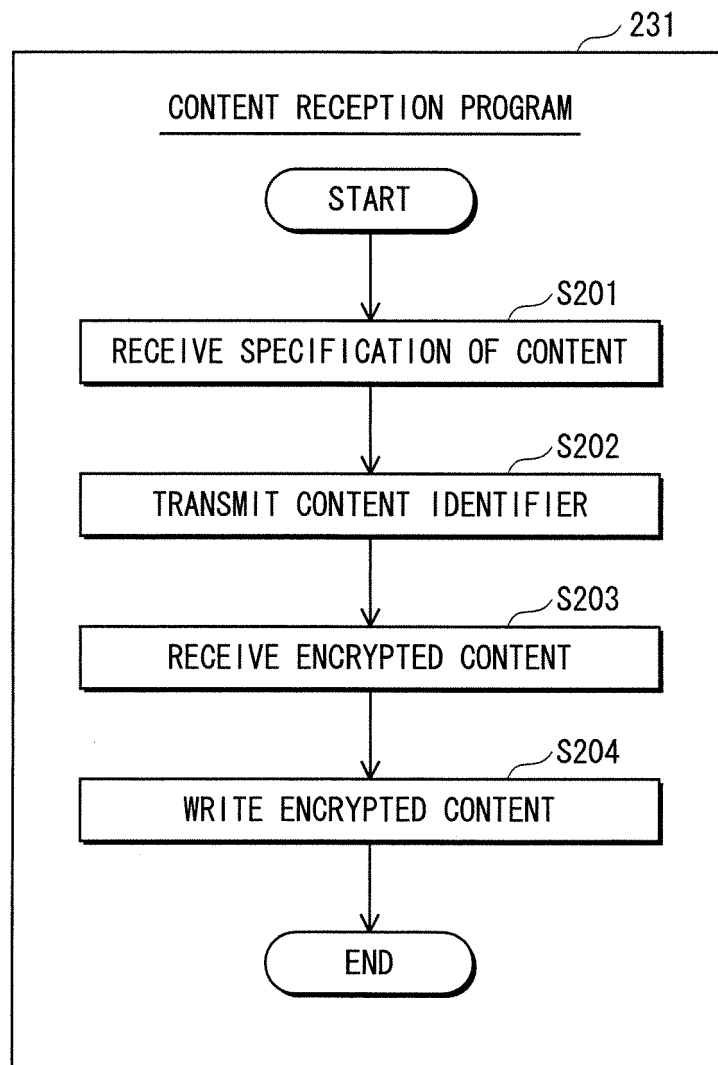 231
CONTENT RECEPTION PROGRAM
START
S201
RECEIVE SPECIFICATION OF CONTENT
S202
TRANSMIT CONTENT IDENTIFIER
S203
RECEIVE ENCRYPTED CONTENT
S204
WRITE ENCRYPTED CONTENT
END